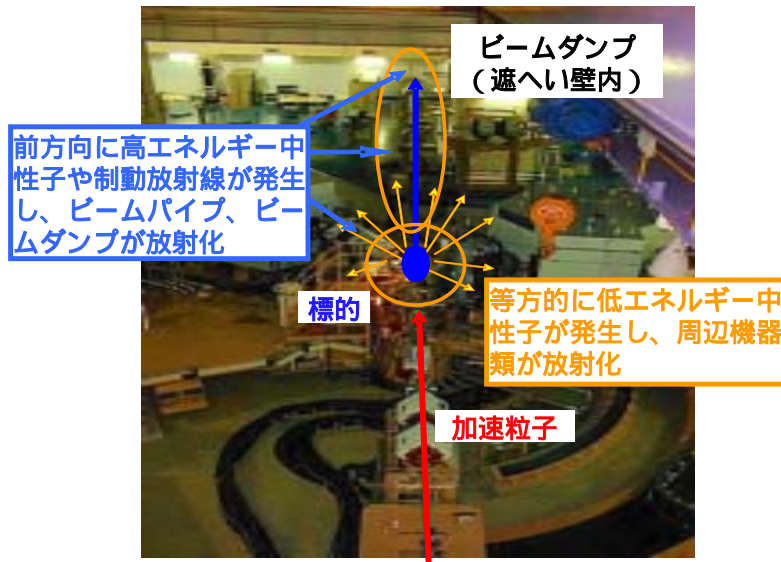 ビームダンプ
(遮へい壁内)
前方向に高エネルギー中
性子や制動放射線が発生
し、ビームパイプ、ビー
ムダンプが放射化
標的
等方的に低エネルギー中
性子が発生し、周辺機器
類が放射化
加速粒子